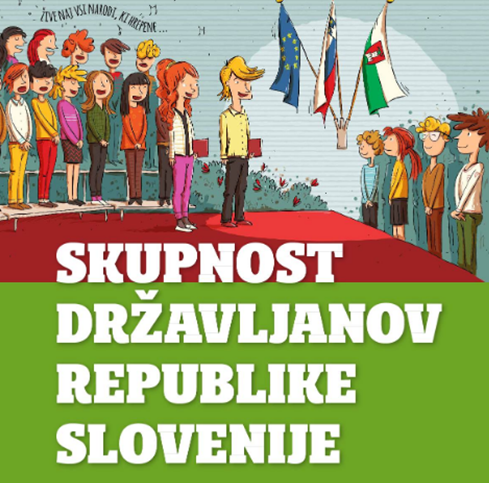 ŽIVE NAJ VSI NARODI, KI HREPENE ...
SKUPNOST
DRŽAVLJANOV
REPUBLIKE
SLOVENIJE